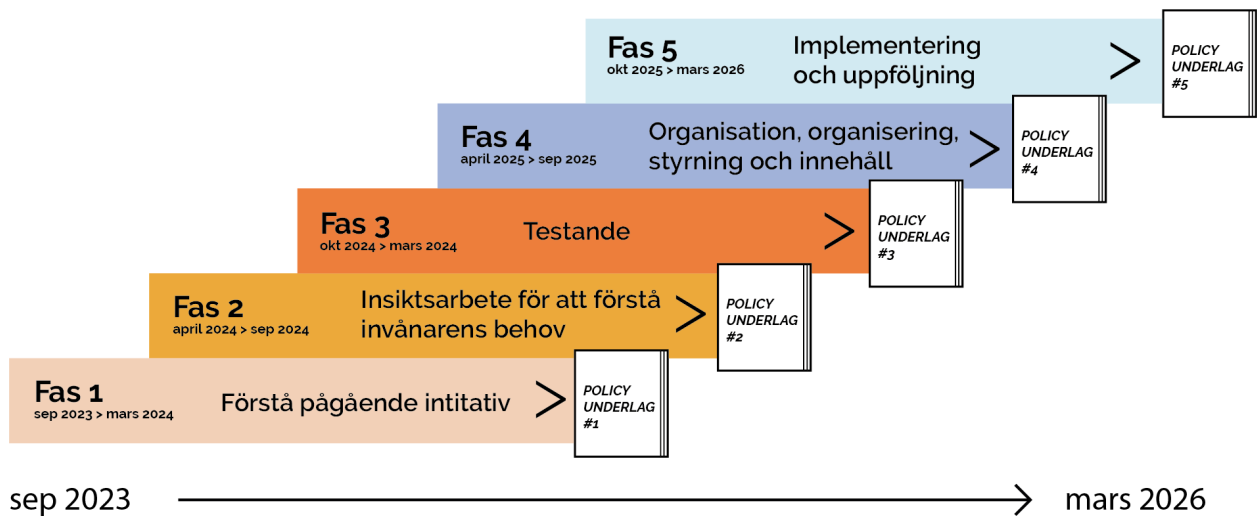 Fas 5
okt 2025 > mars 2026
Implementering
och uppföljning
>
POLICY
UNDERLAG
#5
Fas 4
april 2025 > sep 2025
Organisation, organisering,
styrning och innehåll
>
POLICY
UNDERLAG
#4
Fas 3
okt 2024 > mars 2024
Testande
>
POLICY
UNDERLAG
#3
Fas 2
april 2024 > sep 2024
Insiktsarbete för att förstå
invånarens behov
>
POLICY
UNDERLAG
#2
Fas 1
sep 2023 > mars 2024
Förstå pågående intitativ
>
POLICY
UNDERLAG
#1
sep 2023
mars 2026